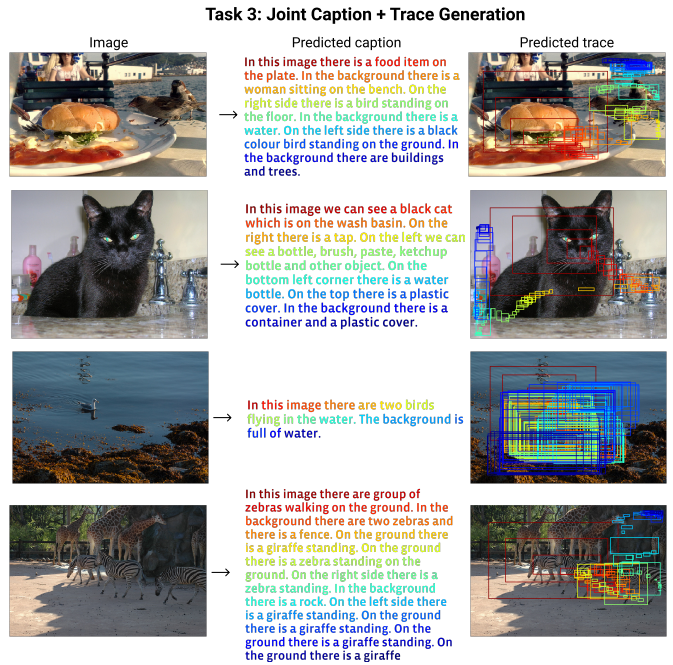 Task 3: Joint Caption + Trace Generation
Image
Predicted caption
Predicted trace
In this image there is a food item on
the plate. In the background there is a
woman sitting on the bench. On the
right side there is a bird standing on
the floor. In the background there is a
water. On the left side there is a black
colour bird standing on the ground. In
the background there are buildings
and trees.
In this image we can see a black cat
which is on the wash basin. On the
right there is a tap. On the left we can
see a bottle, brush, paste, ketchup
bottle and other object. On the
bottom left corner there is a water
bottle. On the top there is a plastic
cover. In the background there is a
container and a plastic cover.
In this image there are two birds
flying in the water. The background is
full of water.
In this image there are group of
zebras walking on the ground. In the
background there are two zebras and
there is a fence. On the ground there
is a giraffe standing. On the ground
there is a zebra standing on the
ground. On the right side there is a
zebra standing. In the background
there is a rock. On the left side there
is a giraffe standing. On the ground
there is a giraffe standing. On the
ground there is a giraffe standing. On
the ground there is a giraffe